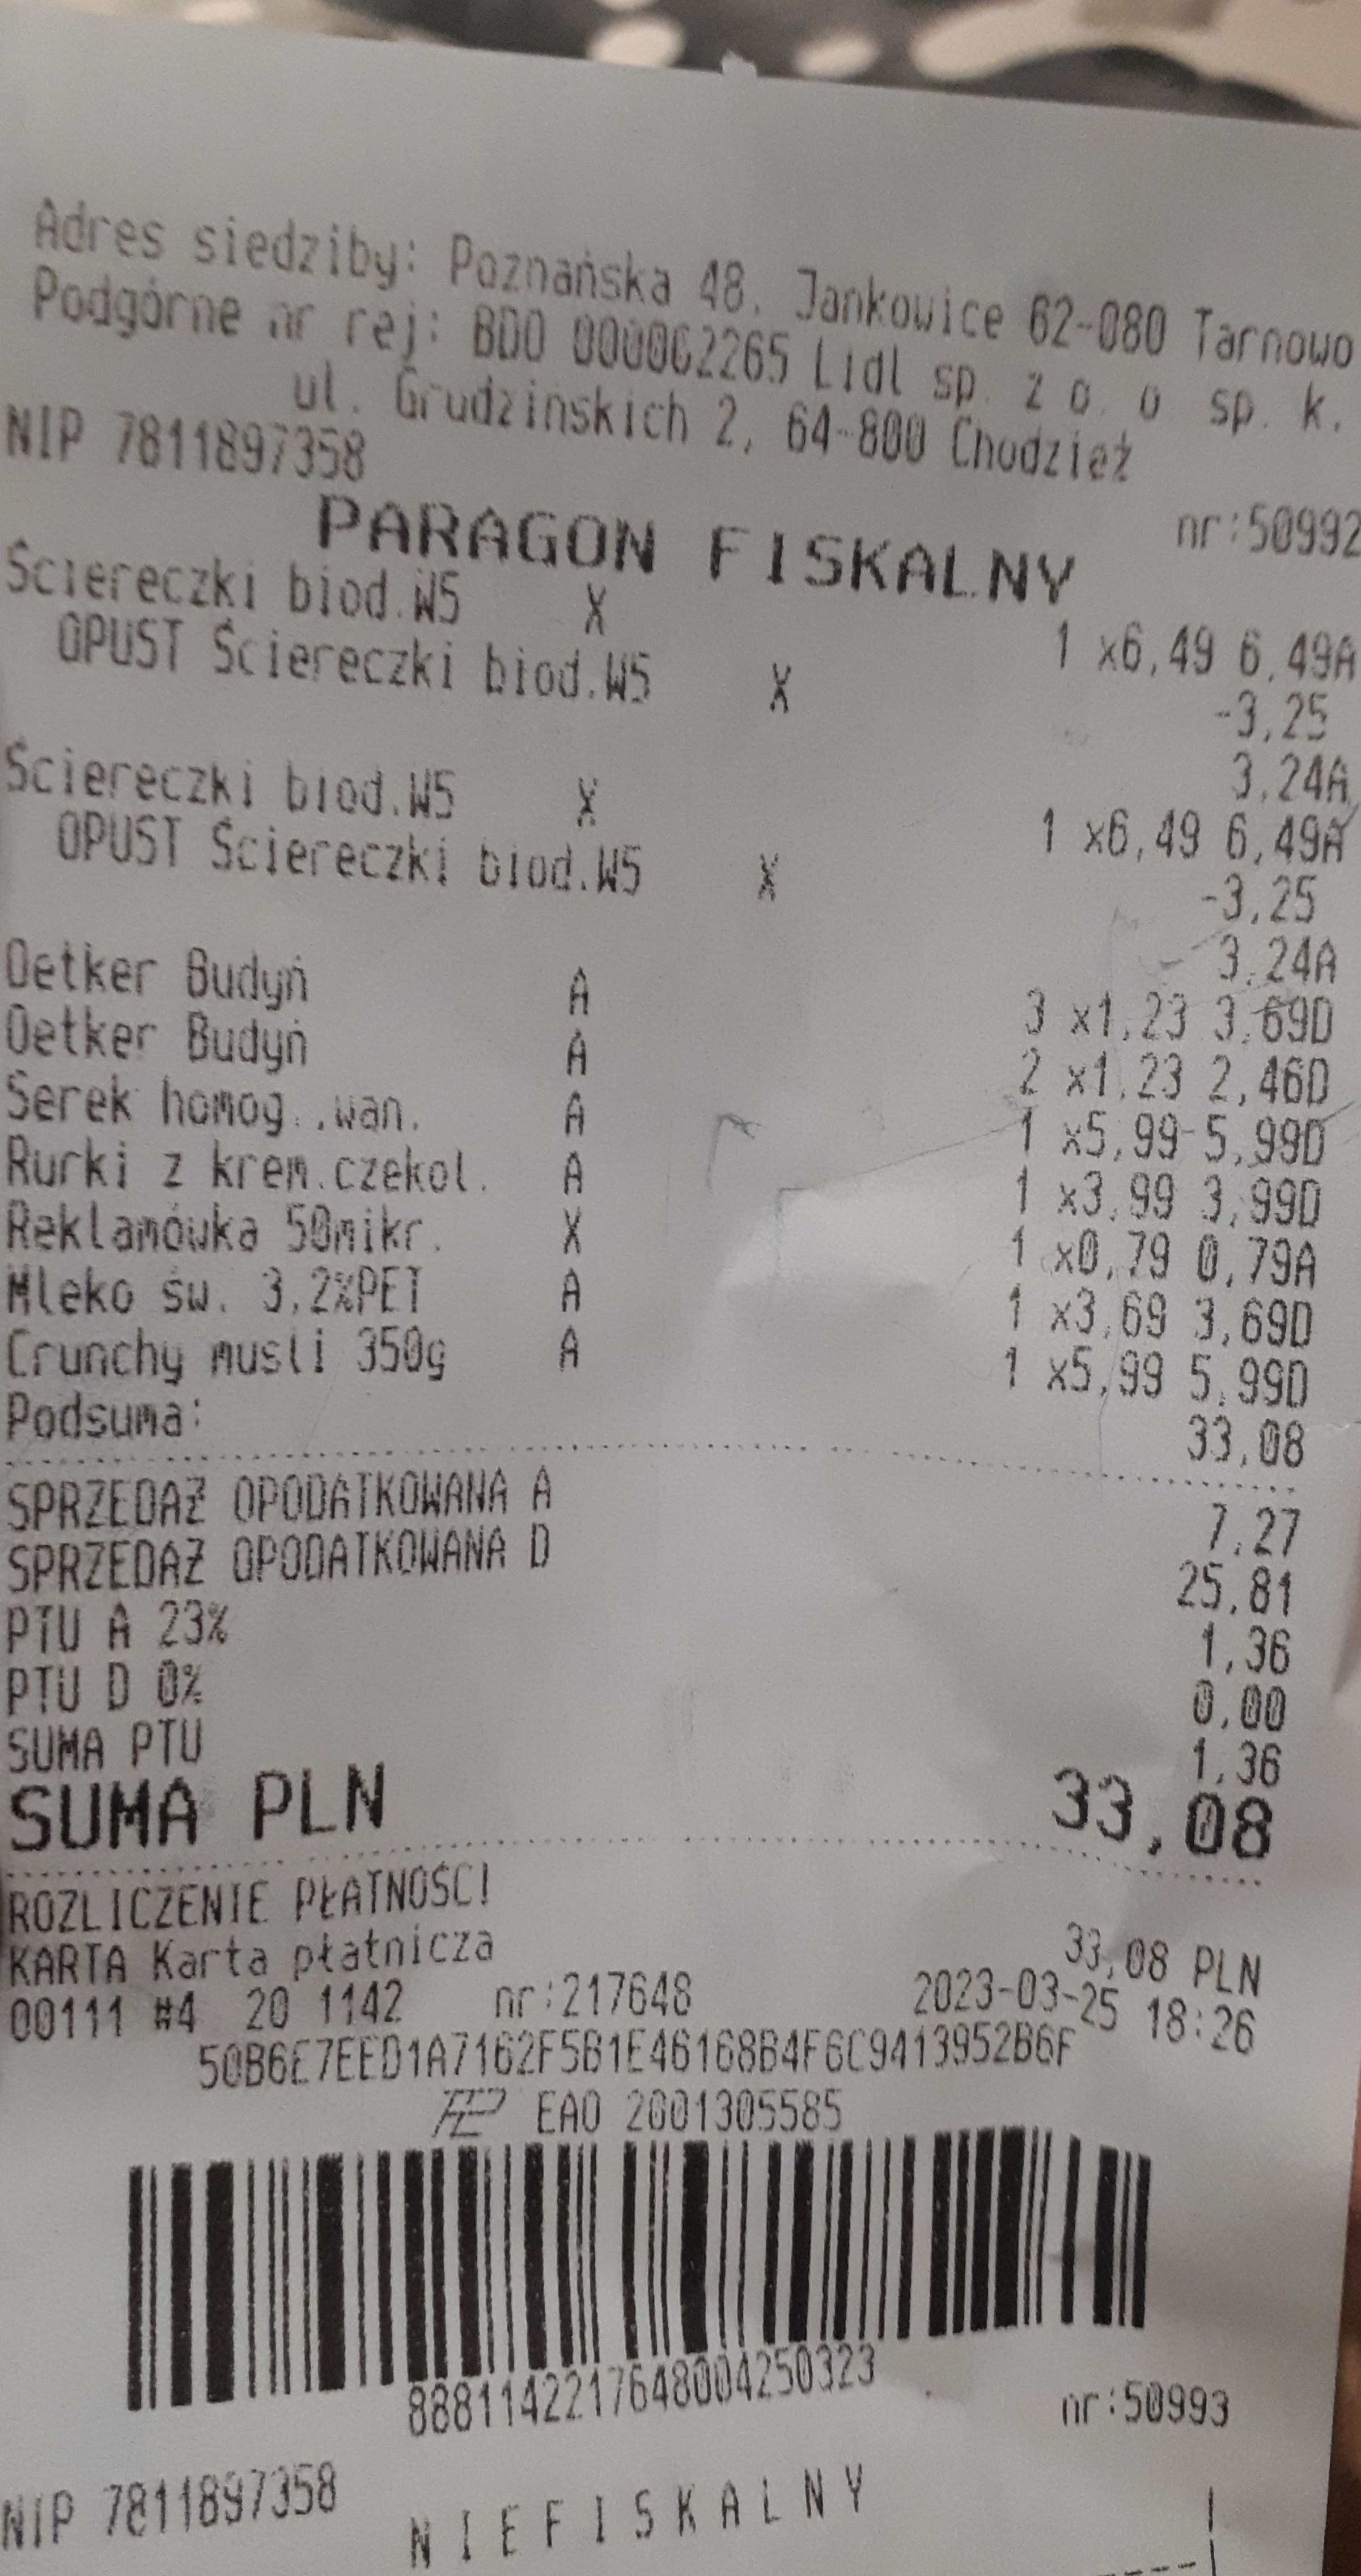 Adres siedziby: Poznańska 48, Jankowice 62-080 Tarnowo
Podgórne nr rej: BDO 000002265 Lidl sp. z o. o. sp. k.
ul. Grudzińskich 2, 64-800 Chodzież
NIP 7811897358 nr:50992
PARAGON FISKALNY
Ściereczki biod.W5 X 1 x6,49 6,49A
OPUST Ściereczki biod.W5 X -3,25
3,24A
Ściereczki biod.W5 X 1 x6,49 6,49A
OPUST Ściereczki biod.W5 X -3,25
3,24A
Oetker Budyń A 3 x1,23 3,69D
Oetker Budyń A 2 x1,23 2,46D
Serek homog.,wan. A 1 x5,99 5,99D
Rurki z krem.czekol. A 1 x3,99 3,99D
Reklamówka 50mikr. X 1 x0,79 0,79A
Mleko św. 3,2%PET A 1 x3,69 3,69D
Crunchy musli 350g A 1 x5,99 5,99D
Podsuma: 33,08
SPRZEDAŻ OPODATKOWANA A 7,27
SPRZEDAŻ OPODATKOWANA D 25,81
PTU A 23% 1,36
PTU D 0% 0,00
SUMA PTU 1,36
SUMA PLN 33,08
ROZLICZENIE PŁATNOŚCI
KARTA Karta płatnicza 33,08 PLN
00111 #4 20 1142 nr:217648 2023-03-25 18:26
50B6E7EED1A7162F5B1E46168B4F6C9413952B6F
EAO 2001305585
8881142217648004250323
nr:50993
NIP 7811897358
NIEFISKALNY